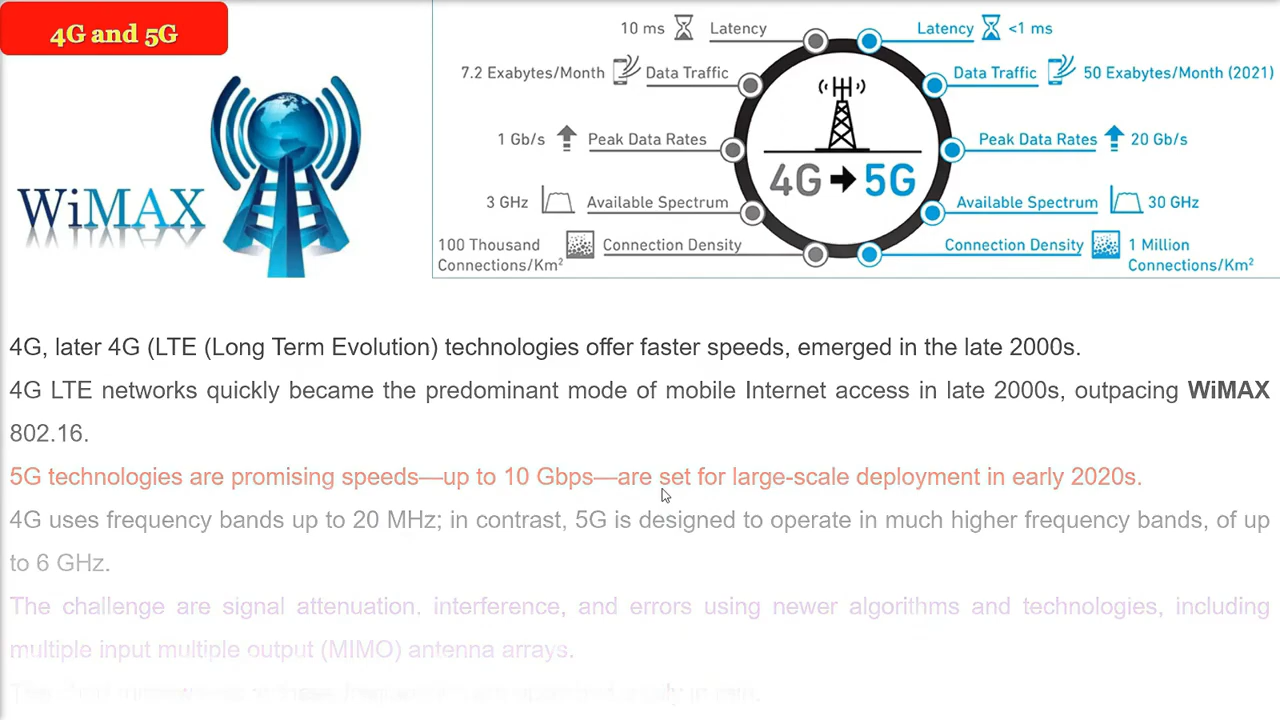 4G and 5G
WiMAX
10 ms Latency
7.2 Exabytes/Month Data Traffic
1 Gb/s Peak Data Rates
3 GHz Available Spectrum
100 Thousand Connection Density
Connections/Km²
4G → 5G
Latency <1 ms
Data Traffic 50 Exabytes/Month (2021)
Peak Data Rates 20 Gb/s
Available Spectrum 30 GHz
Connection Density 1 Million
Connections/Km²
4G, later 4G (LTE (Long Term Evolution) technologies offer faster speeds, emerged in the late 2000s.
4G LTE networks quickly became the predominant mode of mobile Internet access in late 2000s, outpacing WiMAX
802.16.
5G technologies are promising speeds—up to 10 Gbps—are set for large-scale deployment in early 2020s.
4G uses frequency bands up to 20 MHz; in contrast, 5G is designed to operate in much higher frequency bands, of up
to 6 GHz.
The challenge are signal attenuation. interference, and errors using newer algorithms and technologies, including
multiple input multiple output (MIMO) antenna arrays.